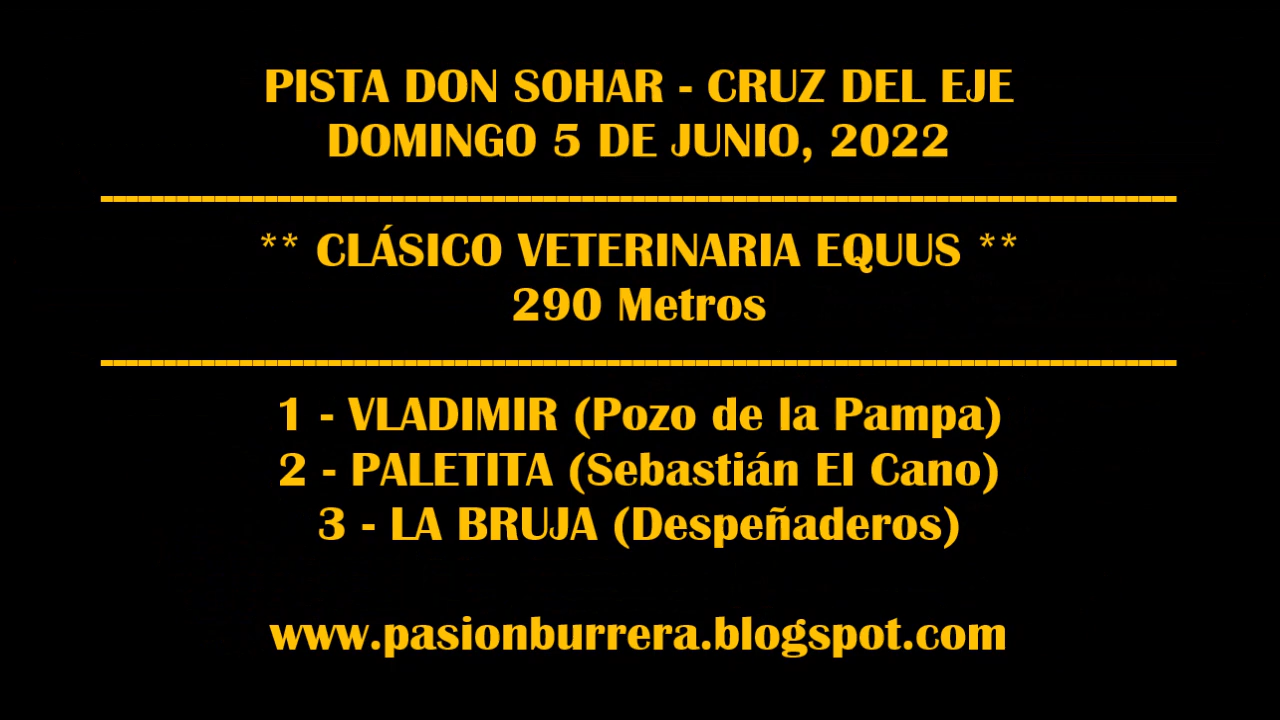 PISTA DON SOHAR - CRUZ DEL EJE
DOMINGO 5 DE JUNIO, 2022
** CLÁSICO VETERINARIA EQUUS **
290 Metros
1 - VLADIMIR (Pozo de la Pampa)
2 - PALETITA (Sebastián El Cano)
3 - LA BRUJA (Despeñaderos)
www.pasionburrera.blogspot.com